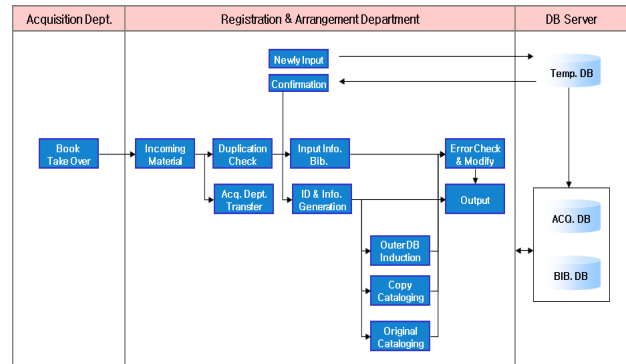 Acquisition Dept.
Registration & Arrangement Department
DB Server
Newly Input
Confirmation
Temp. DB
Book
Take Over
Incoming
Material
Duplication
Check
Input Info.
Bib.
Error Check
& Modify
Acq. Dept.
Transfer
ID & Info.
Generation
Output
ACQ. DB
Outer DB
Induction
BIB. DB
Copy
Cataloging
Original
Cataloging